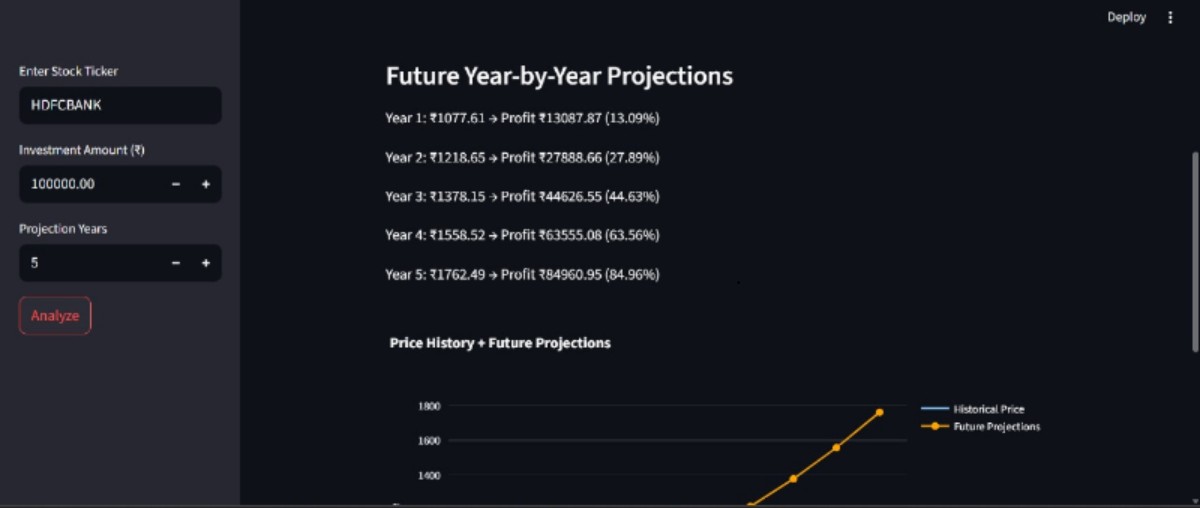 Deploy
Enter Stock Ticker
HDFCBANK
Investment Amount (₹)
100000.00
Projection Years
5
Analyze
Future Year-by-Year Projections
Year 1: ₹1077.61 → Profit ₹13087.87 (13.09%)
Year 2: ₹1218.65 → Profit ₹27888.66 (27.89%)
Year 3: ₹1378.15 → Profit ₹44626.55 (44.63%)
Year 4: ₹1558.52 → Profit ₹63555.08 (63.56%)
Year 5: ₹1762.49 → Profit ₹84960.95 (84.96%)
Price History + Future Projections
1800
1600
1400
Historical Price
Future Projections